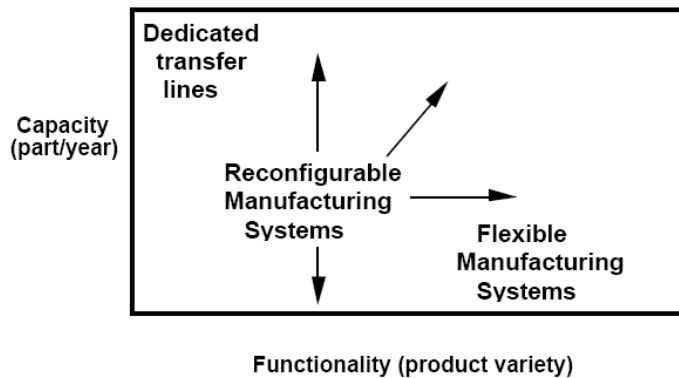 Dedicated
transfer
lines
Capacity
(part/year)
Reconfigurable
Manufacturing
Systems
Flexible
Manufacturing
Systems
Functionality (product variety)